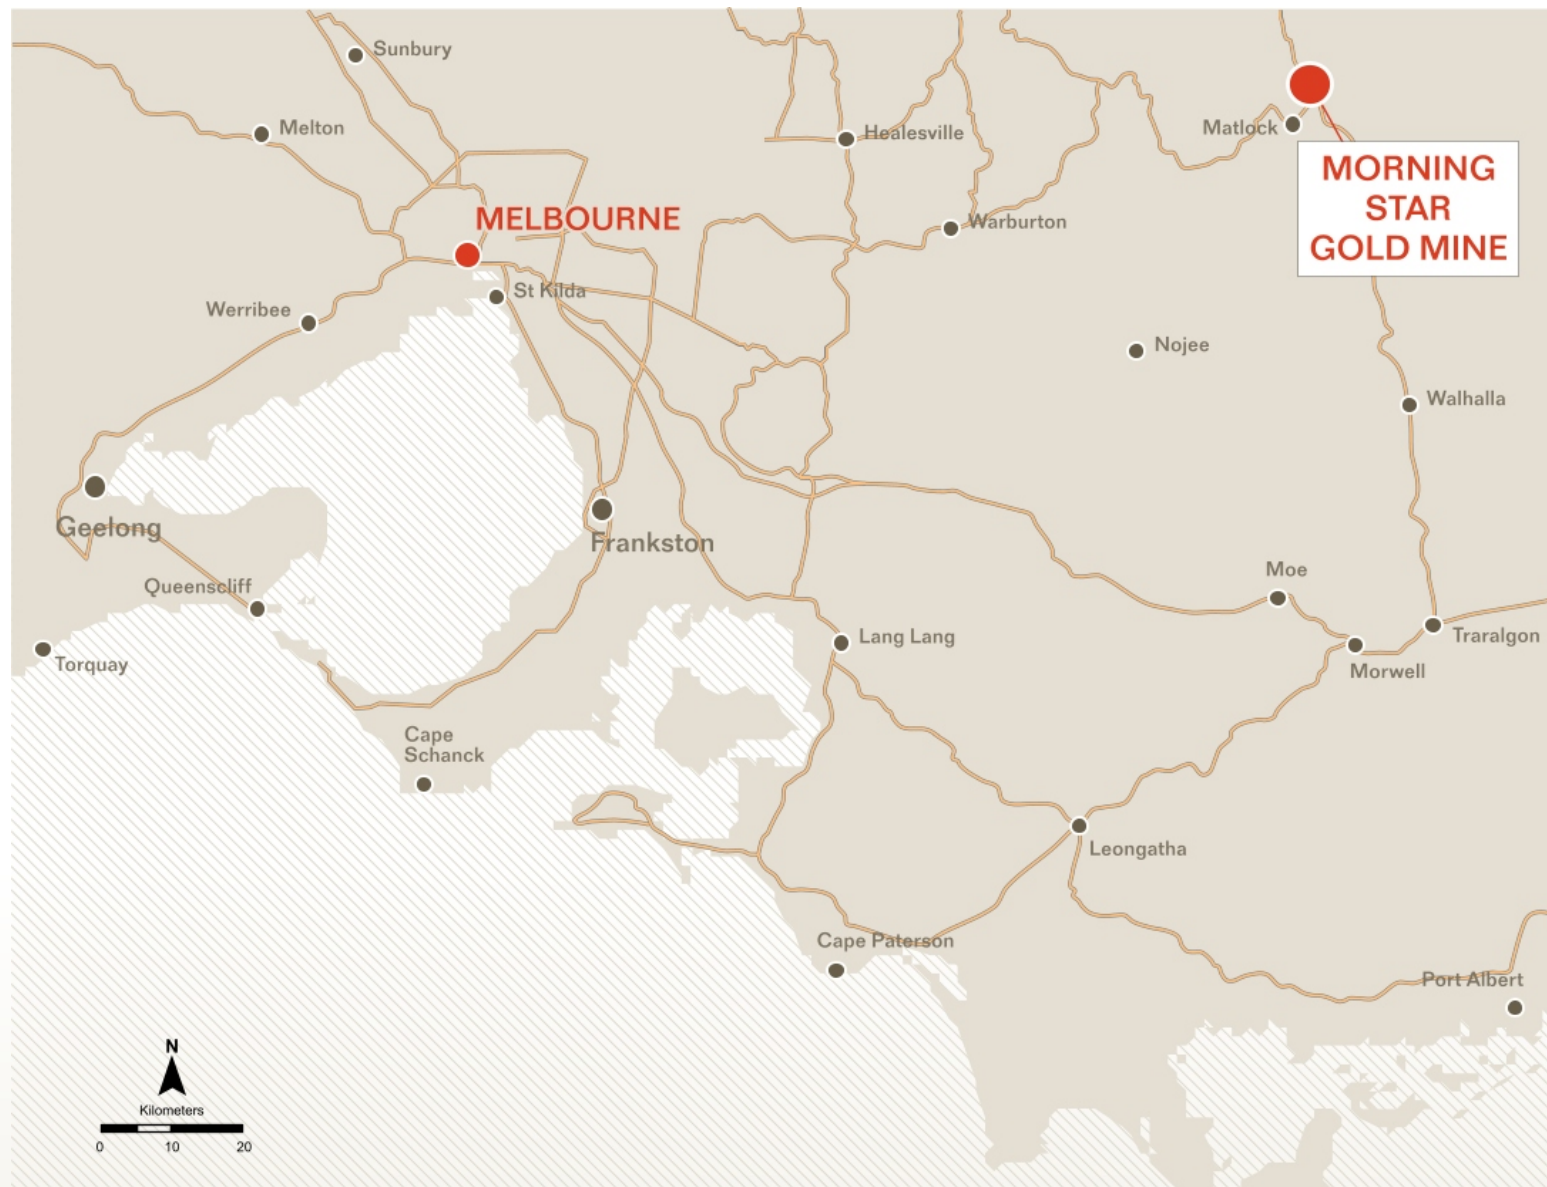 Sunbury
Melton
Healesville
Matlock
MORNING
STAR
GOLD MINE
MELBOURNE
Warburton
St Kilda
Werribee
Nojee
Walhalla
Geelong
Frankston
Queenscliff
Moe
Lang Lang
Traralgon
Torquay
Morwell
Cape
Schanck
Leongatha
Cape Paterson
Port Albert
N
Kilometers
0 10 20